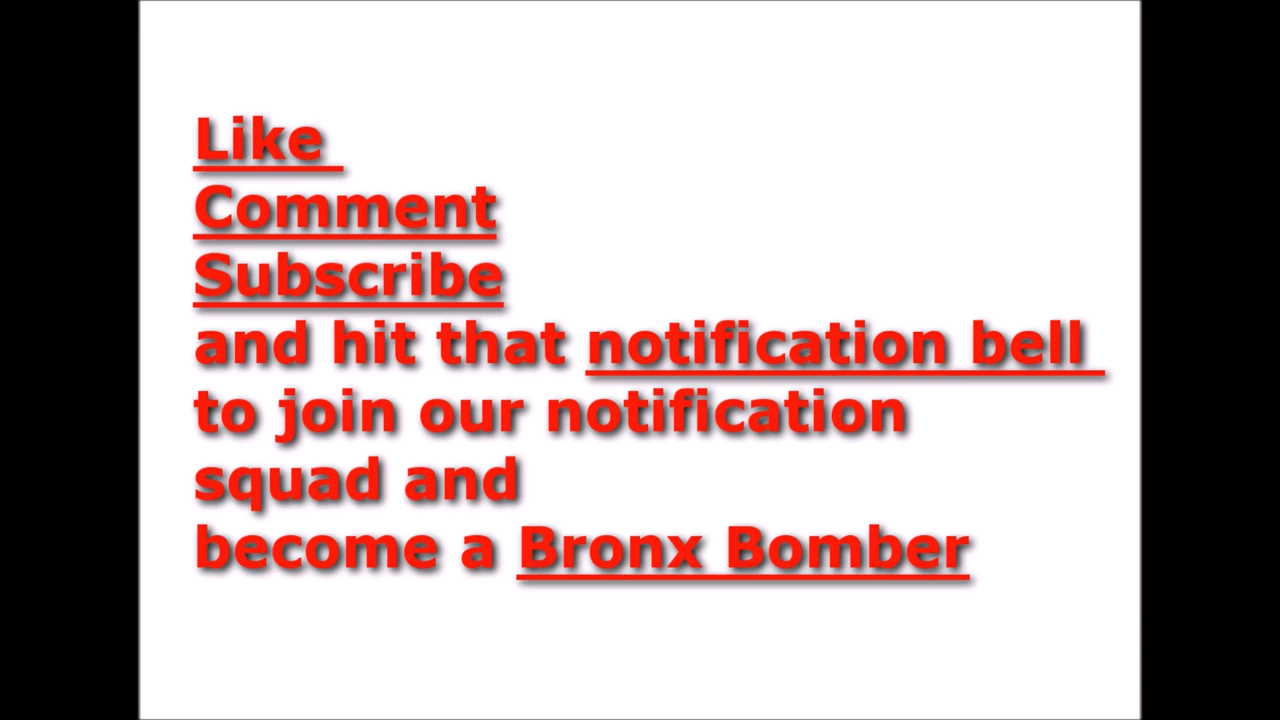 Like
Comment
Subscribe
and hit that notification bell
to join our notification
squad and
become a Bronx Bomber